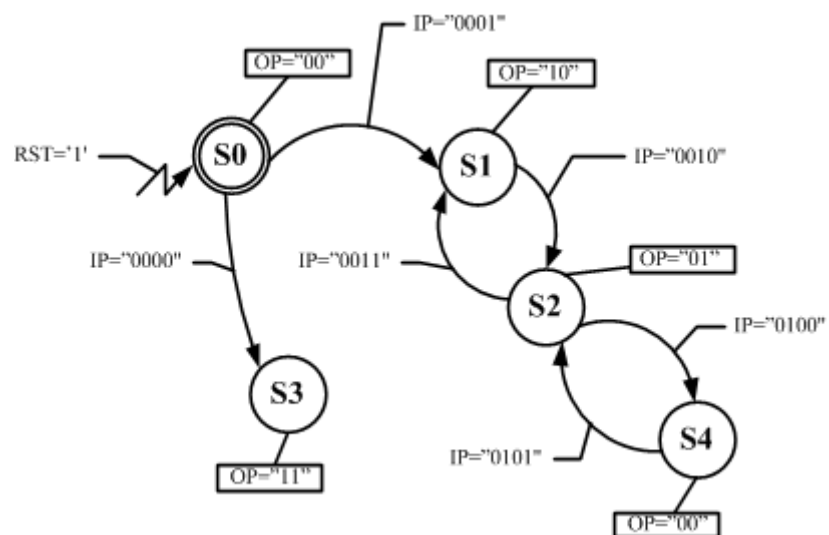 IP="0001"
OP="00"
OP="10"
RST='1'
S0
S1
IP="0010"
IP="0000"
IP="0011"
OP="01"
S2
IP="0100"
S3
S4
IP="0101"
OP="11"
OP="00"